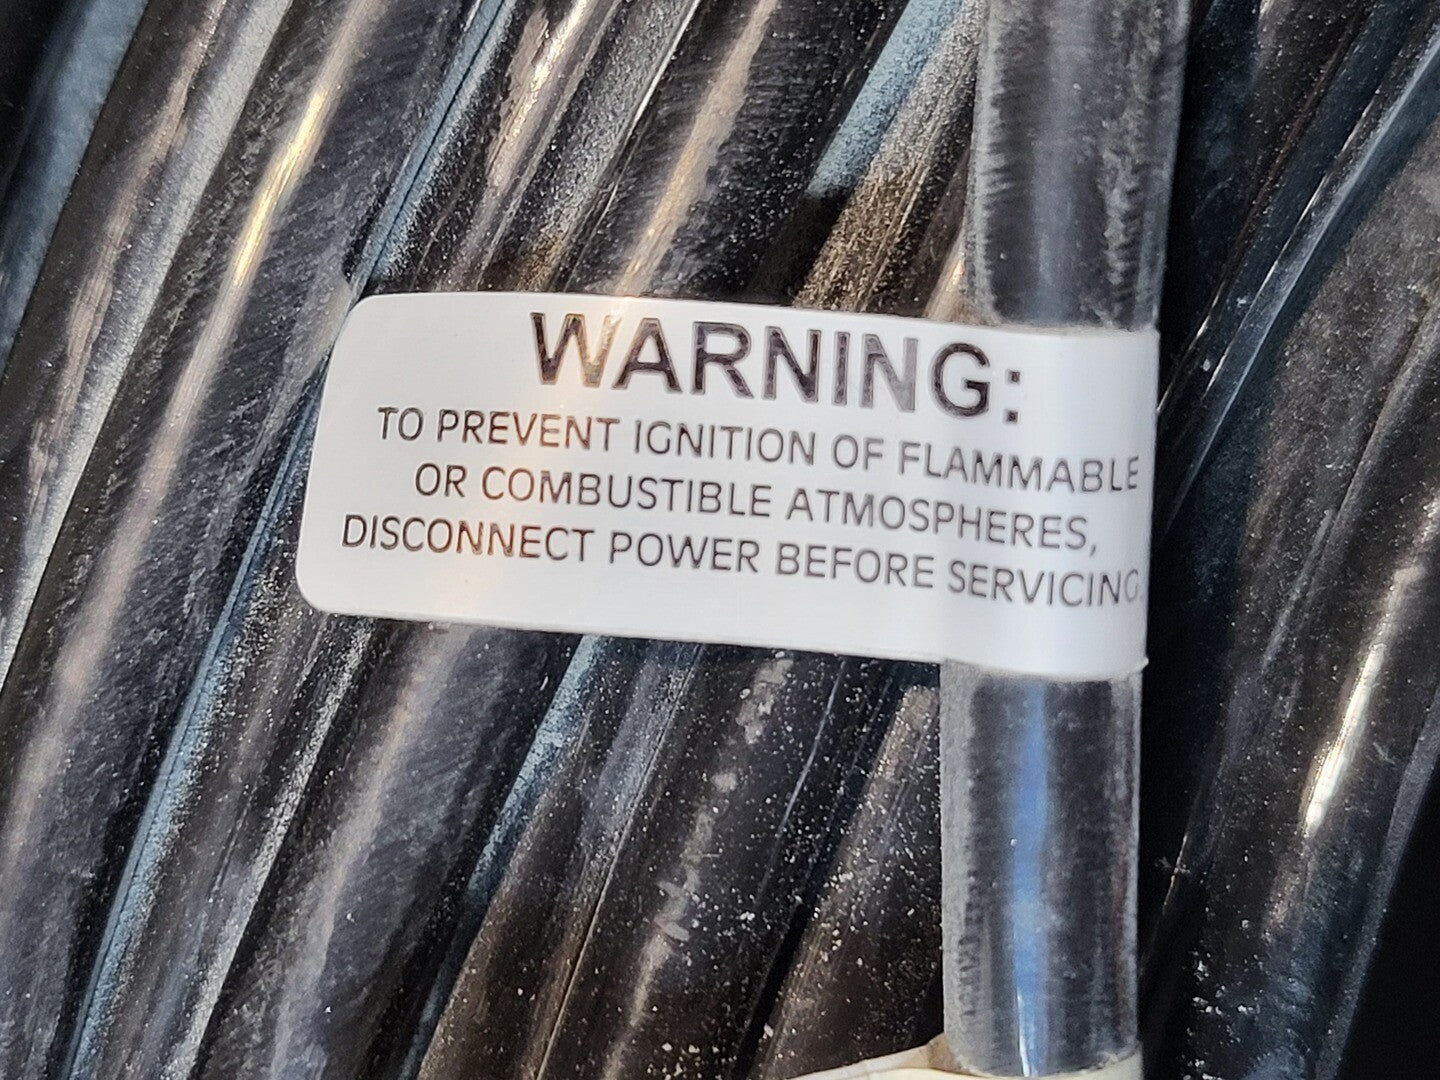 WARNING:
TO PREVENT IGNITION OF FLAMMABLE
OR COMBUSTIBLE ATMOSPHERES,
DISCONNECT POWER BEFORE SERVICING.